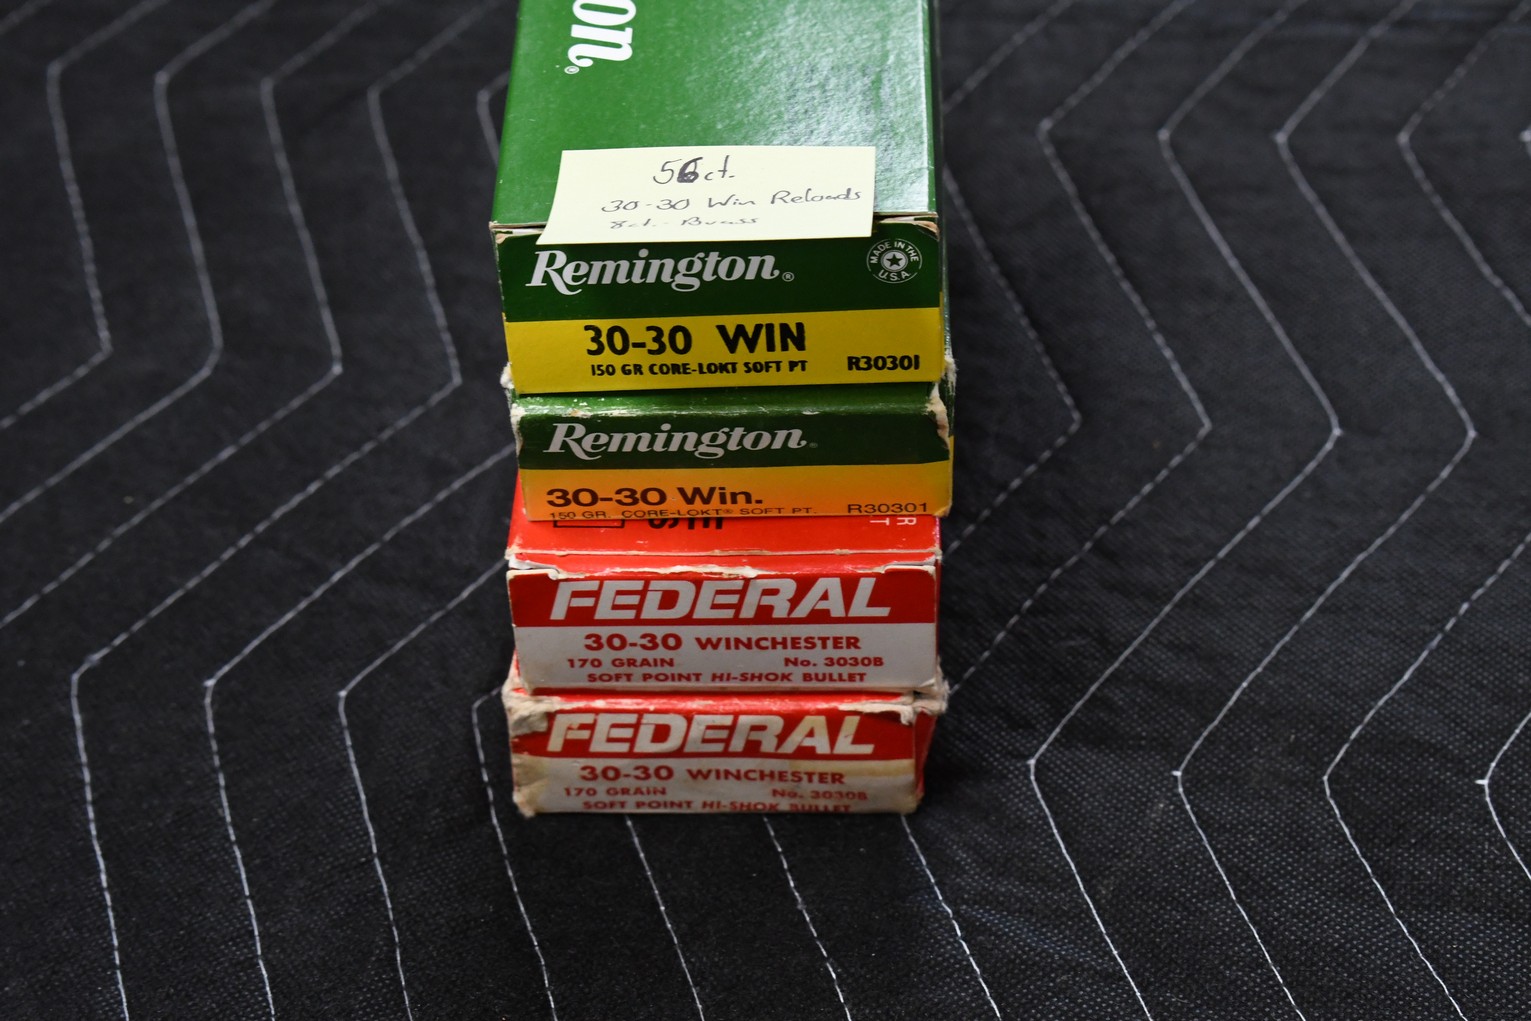 on®
56ct.
30-30 Win Reloads
8ct. Brass
Remington®
MADE IN THE U.S.A.
30-30 WIN
150 GR CORE-LOKT SOFT PT R30301
Remington®
30-30 Win.
150 GR. CORE-LOKT® SOFT PT. R30301
FEDERAL
30-30 WINCHESTER
170 GRAIN No. 3030B
SOFT POINT HI-SHOK BULLET
FEDERAL
30-30 WINCHESTER
170 GRAIN No. 3030B
SOFT POINT HI-SHOK BULLET